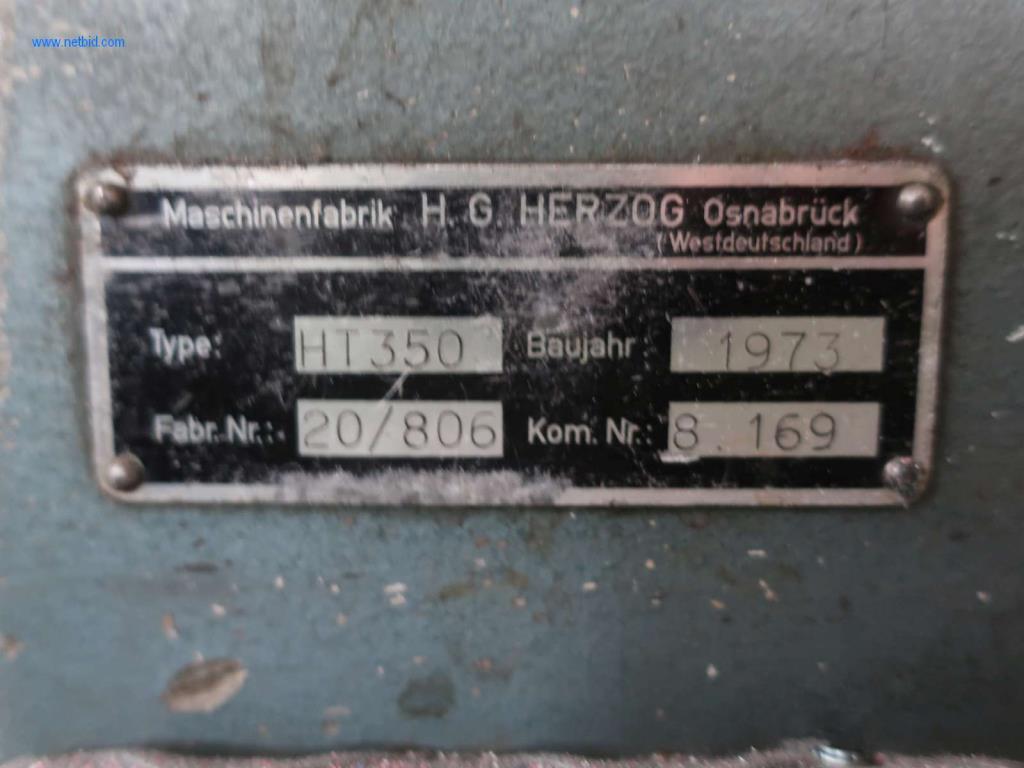 www.netbid.com
Maschinenfabrik H. G. HERZOG Osnabrück
(Westdeutschland)
Type: HT350 Baujahr 1973
Fabr. Nr.: 20/806 Kom. Nr.: 8.169